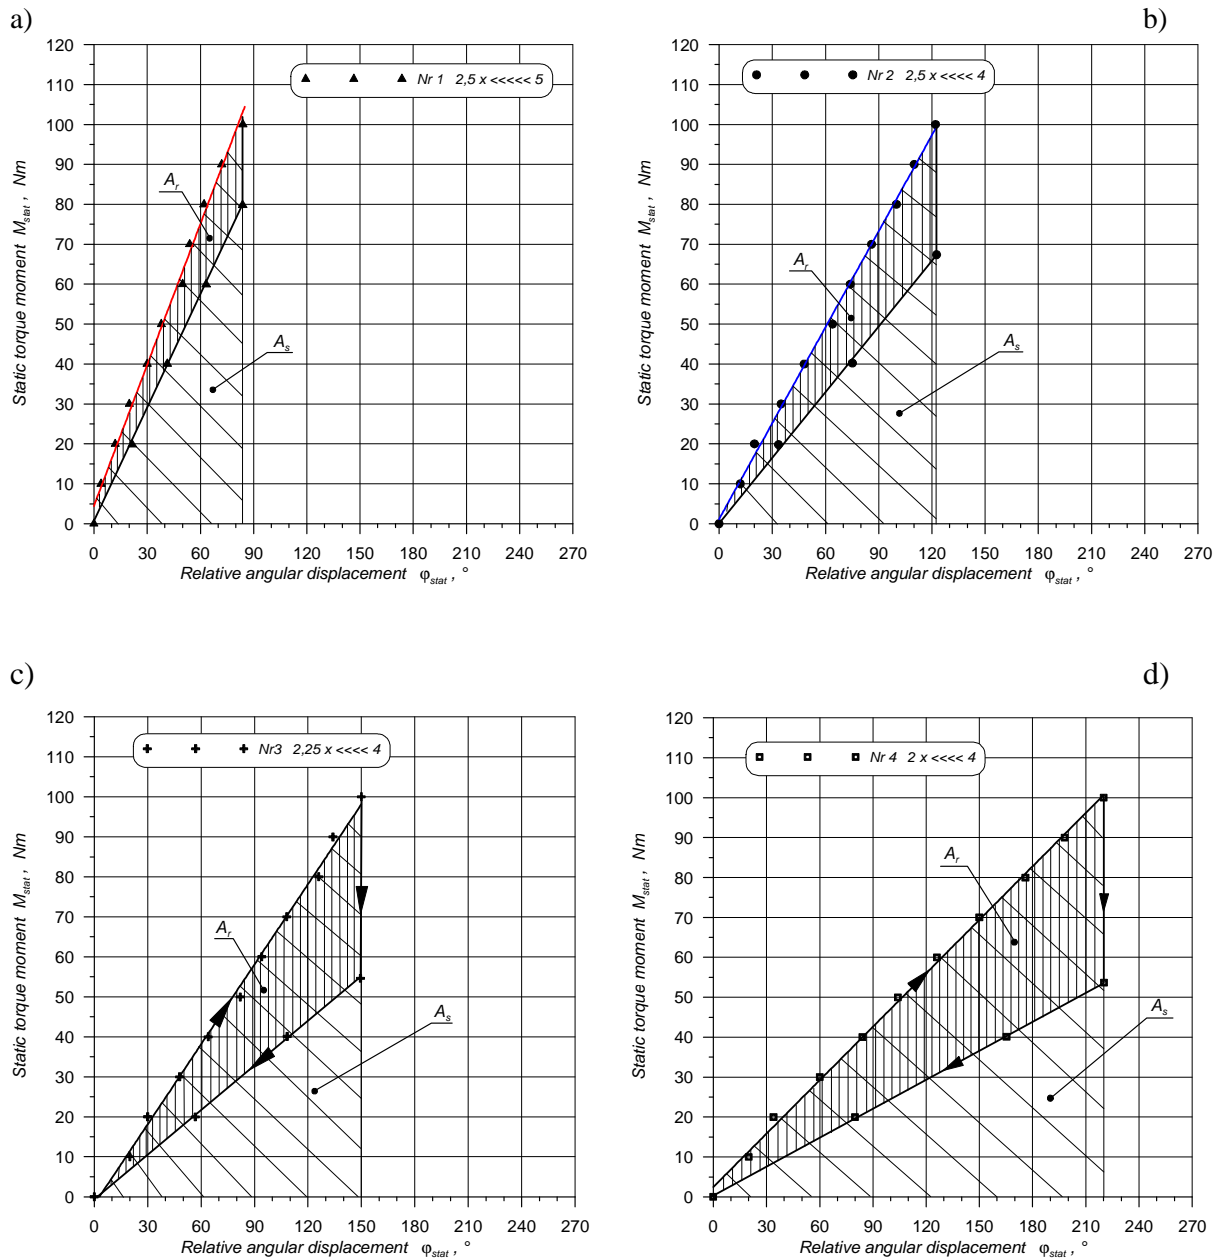 a)
120
110
100
90
80
70
60
50
40
30
20
10
0
Static torque moment M_stat , Nm
Nr 1 2,5 x <<<<< 5
A_r
A_s
0 30 60 90 120 150 180 210 240 270
Relative angular displacement φ_stat , °
b)
120
110
100
90
80
70
60
50
40
30
20
10
0
Static torque moment M_stat , Nm
Nr 2 2,5 x <<<< 4
A_r
A_s
0 30 60 90 120 150 180 210 240 270
Relative angular displacement φ_stat , °
c)
120
110
100
90
80
70
60
50
40
30
20
10
0
Static torque moment M_stat , Nm
Nr3 2,25 x <<<< 4
A_r
A_s
0 30 60 90 120 150 180 210 240 270
Relative angular displacement φ_stat , °
d)
120
110
100
90
80
70
60
50
40
30
20
10
0
Static torque moment M_stat , Nm
Nr 4 2 x <<<< 4
A_r
A_s
0 30 60 90 120 150 180 210 240 270
Relative angular displacement φ_stat , °